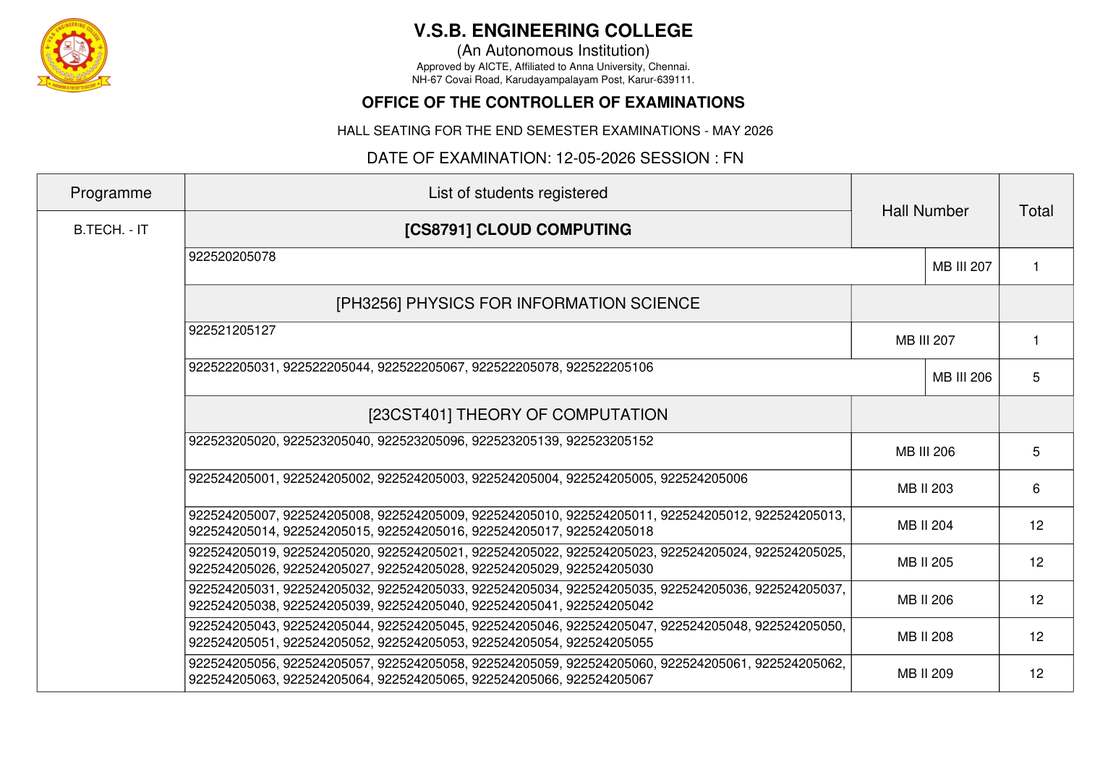 V.S.B. ENGINEERING COLLEGE
(An Autonomous Institution)
Approved by AICTE, Affiliated to Anna University, Chennai.
NH-67 Covai Road, Karudayampalayam Post, Karur-639111.
OFFICE OF THE CONTROLLER OF EXAMINATIONS
HALL SEATING FOR THE END SEMESTER EXAMINATIONS - MAY 2026
DATE OF EXAMINATION: 12-05-2026 SESSION : FN
Programme List of students registered Hall Number Total
B.TECH. - IT [CS8791] CLOUD COMPUTING
922520205078 MB III 207 1
[PH3256] PHYSICS FOR INFORMATION SCIENCE
922521205127 MB III 207 1
922522205031, 922522205044, 922522205067, 922522205078, 922522205106 MB III 206 5
[23CST401] THEORY OF COMPUTATION
922523205020, 922523205040, 922523205096, 922523205139, 922523205152 MB III 206 5
922524205001, 922524205002, 922524205003, 922524205004, 922524205005, 922524205006 MB II 203 6
922524205007, 922524205008, 922524205009, 922524205010, 922524205011, 922524205012, 922524205013,
922524205014, 922524205015, 922524205016, 922524205017, 922524205018 MB II 204 12
922524205019, 922524205020, 922524205021, 922524205022, 922524205023, 922524205024, 922524205025,
922524205026, 922524205027, 922524205028, 922524205029, 922524205030 MB II 205 12
922524205031, 922524205032, 922524205033, 922524205034, 922524205035, 922524205036, 922524205037,
922524205038, 922524205039, 922524205040, 922524205041, 922524205042 MB II 206 12
922524205043, 922524205044, 922524205045, 922524205046, 922524205047, 922524205048, 922524205050,
922524205051, 922524205052, 922524205053, 922524205054, 922524205055 MB II 208 12
922524205056, 922524205057, 922524205058, 922524205059, 922524205060, 922524205061, 922524205062,
922524205063, 922524205064, 922524205065, 922524205066, 922524205067 MB II 209 12